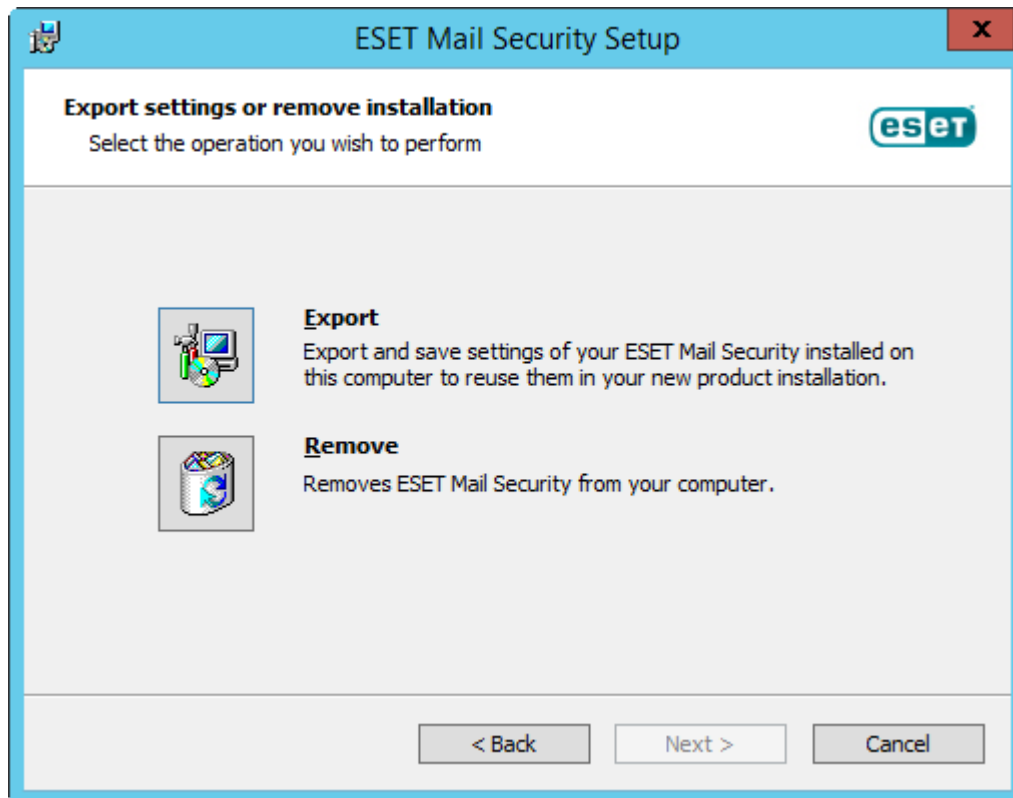 ESET Mail Security Setup
x
Export settings or remove installation
Select the operation you wish to perform
eseT
Export
Export and save settings of your ESET Mail Security installed on
this computer to reuse them in your new product installation.
Remove
Removes ESET Mail Security from your computer.
< Back
Next >
Cancel